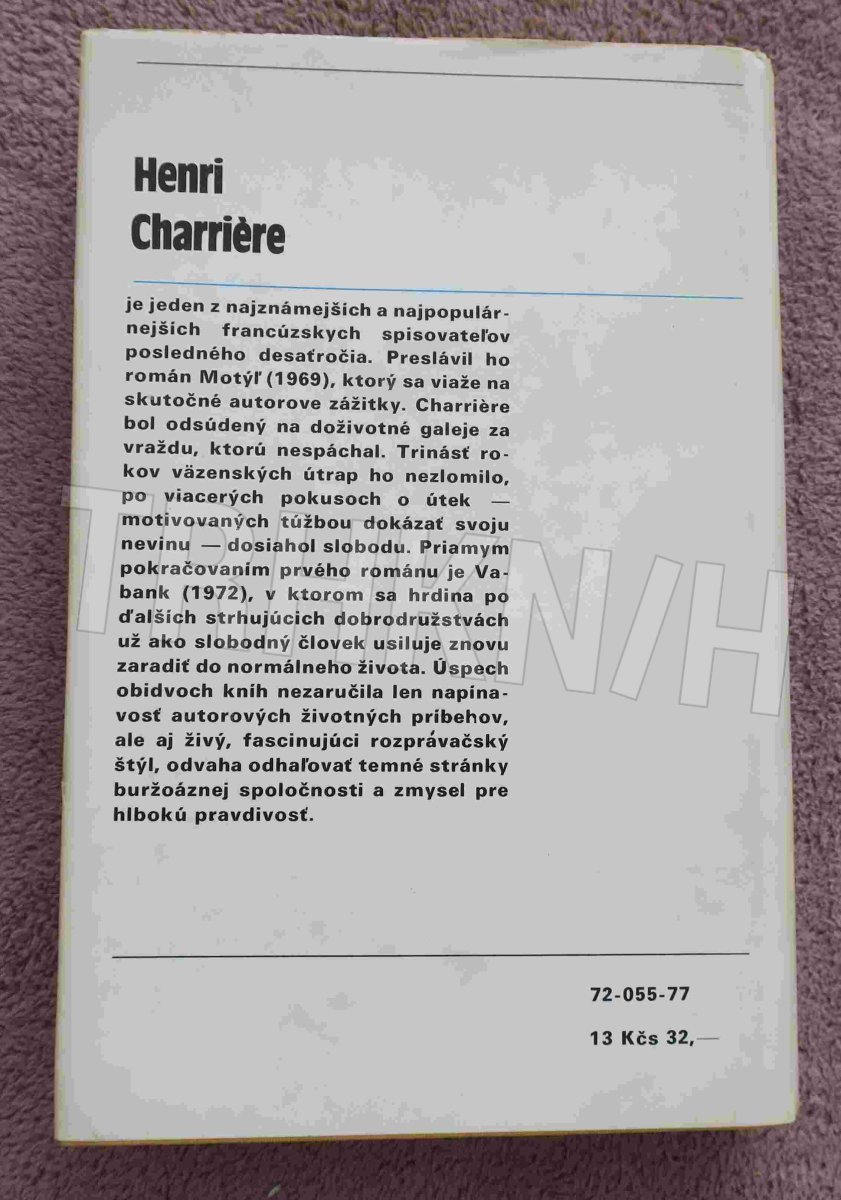 Henri
Charrière
je jeden z najznámejších a najpopulár-
nejších francúzskych spisovateľov
posledného desaťročia. Preslávil ho
román Motýľ (1969), ktorý sa viaže na
skutočné autorove zážitky. Charrière
bol odsúdený na doživotné galeje za
vraždu, ktorú nespáchal. Trinásť ro-
kov väzenských útrap ho nezlomilo,
po viacerých pokusoch o útek —
motivovaných túžbou dokázať svoju
nevinu — dosiahol slobodu. Priamym
pokračovaním prvého románu je Va-
bank (1972), v ktorom sa hrdina po
ďalších strhujúcich dobrodružstvách
už ako slobodný človek usiluje znovu
zaradiť do normálneho života. Úspech
obidvoch kníh nezaručila len napína-
vosť autorových životných príbehov,
ale aj živý, fascinujúci rozprávačský
štýl, odvaha odhaľovať temné stránky
buržoáznej spoločnosti a zmysel pre
hlbokú pravdivosť.
TRHKN/H
72-055-77
13 Kčs 32,—